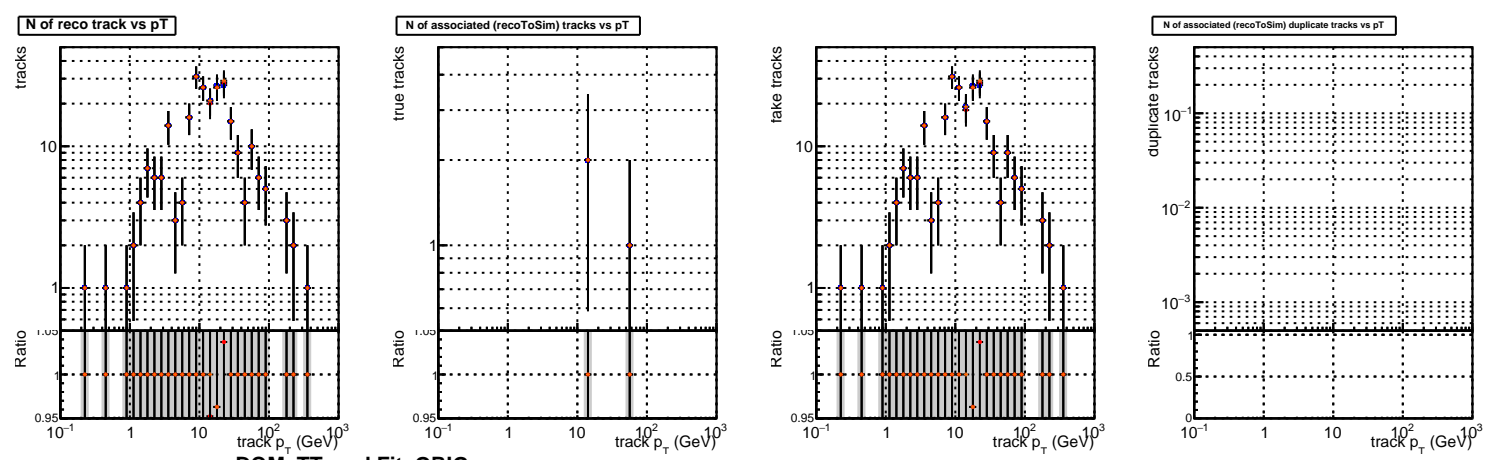 N of reco track vs pT
N of associated (recoToSim) tracks vs pT
N of associated (recoToSim) duplicate tracks vs pT
tracks
10
1
Ratio
1.05
1
0.95
10⁻¹ 1 10 10² 10³
track p_T (GeV)
true tracks
1
Ratio
1.05
1
0.95
10⁻¹ 1 10 10² 10³
track p_T (GeV)
fake tracks
10
1
Ratio
1.05
1
0.95
10⁻¹ 1 10 10² 10³
track p_T (GeV)
duplicate tracks
10⁻¹
10⁻²
10⁻³
Ratio
1
0.5
0
10⁻¹ 1 10 10² 10³
track p_T (GeV)